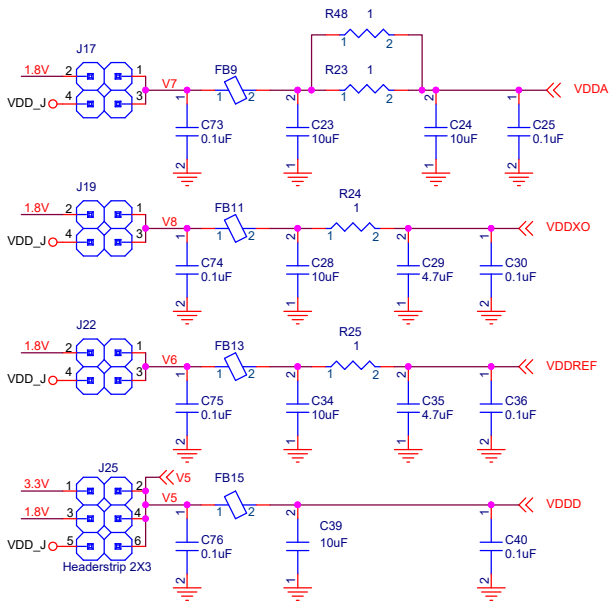 R48 1
1 2
J17
1.8V 2 1 V7 FB9 R23 1
VDD_J 4 3 1 2 1 2 VDDA
1 C73 0.1uF 2
2 C23 10uF 1
2 C24 10uF 1
1 C25 0.1uF 2
J19
1.8V 2 1 V8 FB11 R24 1
VDD_J 4 3 1 2 1 2 VDDXO
1 C74 0.1uF 2
2 C28 10uF 1
2 C29 4.7uF 1
1 C30 0.1uF 2
J22
1.8V 2 1 V6 FB13 R25 1
VDD_J 4 3 1 2 1 2 VDDREF
1 C75 0.1uF 2
2 C34 10uF 1
2 C35 4.7uF 1
1 C36 0.1uF 2
J25
3.3V 1 2 V5
1.8V 3 4 V5 FB15
VDD_J 5 6 1 2 VDDD
Headerstrip 2X3
1 C76 0.1uF 2
2 C39 10uF 1
1 C40 0.1uF 2